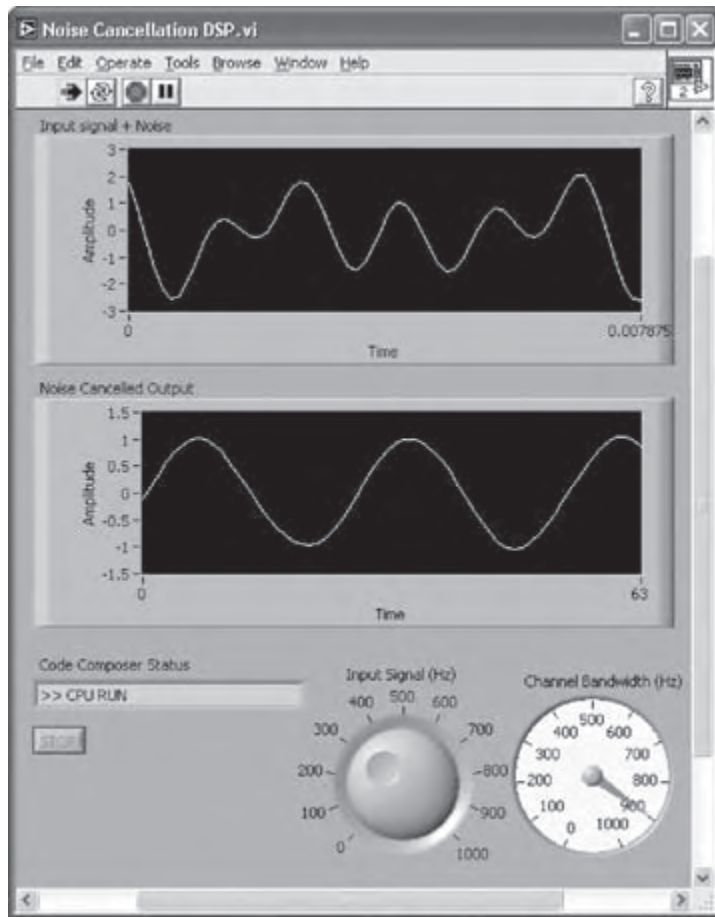 Noise Cancellation DSP.vi
File Edit Operate Tools Browse Window Help
2
Input signal + Noise
Amplitude
3
2
1
0
-1
-2
-3
0 0.007875
Time
Noise Cancelled Output
Amplitude
1.5
1
0.5
0
-0.5
-1
-1.5
0 63
Time
Code Composer Status
>> CPU RUN
STOP
Input Signal (Hz)
0 100 200 300 400 500 600 700 800 900 1000
Channel Bandwidth (Hz)
0 100 200 300 400 500 600 700 800 900 1000